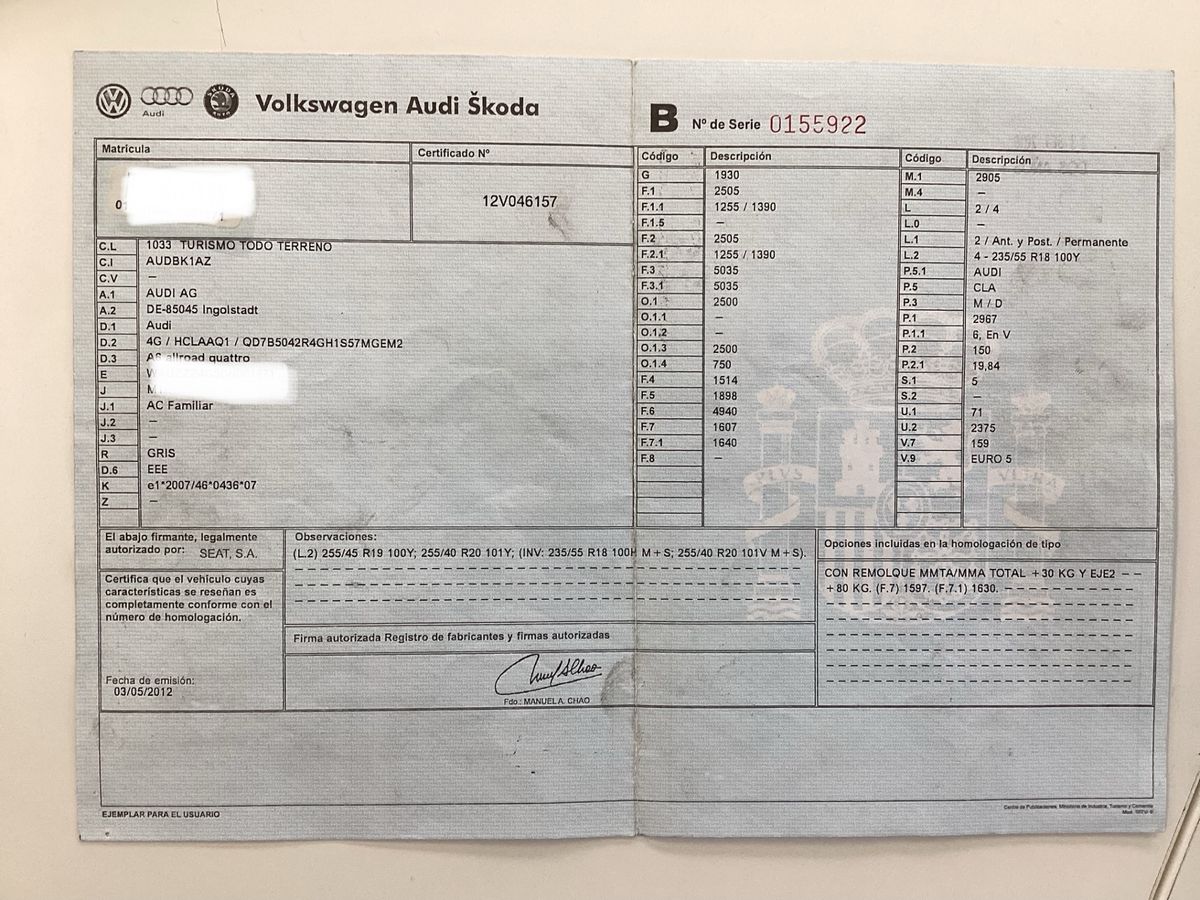 Audi
Volkswagen Audi Škoda
B Nº de Serie 0155922
Matrícula
Certificado Nº
0
12V046157
C.L 1033 TURISMO TODO TERRENO
C.I AUDBK1AZ
C.V –
A.1 AUDI AG
A.2 DE-85045 Ingolstadt
D.1 Audi
D.2 4G / HCLAAQ1 / QD7B5042R4GH1S57MGEM2
D.3 A6 allroad quattro
E W
J M
J.1 AC Familiar
J.2 –
J.3 –
R GRIS
D.6 EEE
K e1*2007/46*0436*07
Z –
Código Descripción
G 1930
F.1 2505
F.1.1 1255 / 1390
F.1.5 –
F.2 2505
F.2.1 1255 / 1390
F.3 5035
F.3.1 5035
O.1 2500
O.1.1 –
O.1.2 –
O.1.3 2500
O.1.4 750
F.4 1514
F.5 1898
F.6 4940
F.7 1607
F.7.1 1640
F.8 –
Código Descripción
M.1 2905
M.4 –
L 2 / 4
L.0 –
L.1 2 / Ant. y Post. / Permanente
L.2 4 - 235/55 R18 100Y
P.5.1 AUDI
P.5 CLA
P.3 M / D
P.1 2967
P.1.1 6, En V
P.2 150
P.2.1 19,84
S.1 5
S.2 –
U.1 71
U.2 2375
V.7 159
V.9 EURO 5
PLVS VLTRA
El abajo firmante, legalmente
autorizado por: SEAT, S.A.
Certifica que el vehículo cuyas
características se reseñan es
completamente conforme con el
número de homologación.
Fecha de emisión:
03/05/2012
Observaciones:
(L.2) 255/45 R19 100Y; 255/40 R20 101Y; (INV: 235/55 R18 100H M + S; 255/40 R20 101V M + S).
Firma autorizada Registro de fabricantes y firmas autorizadas
Fdo.: MANUEL A. CHAO
Opciones incluidas en la homologación de tipo
CON REMOLQUE MMTA/MMA TOTAL +30 KG Y EJE2 – –
+80 KG. (F.7) 1597. (F.7.1) 1630.
EJEMPLAR PARA EL USUARIO
Centro de Publicaciones. Ministerio de Industria, Turismo y Comercio